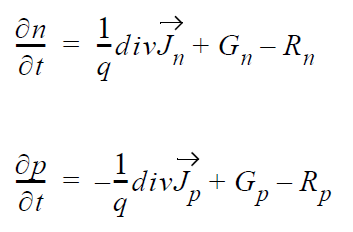 ∂n/∂t = 1/q div J⃗_n + G_n – R_n
∂p/∂t = –1/q div J⃗_p + G_p – R_p